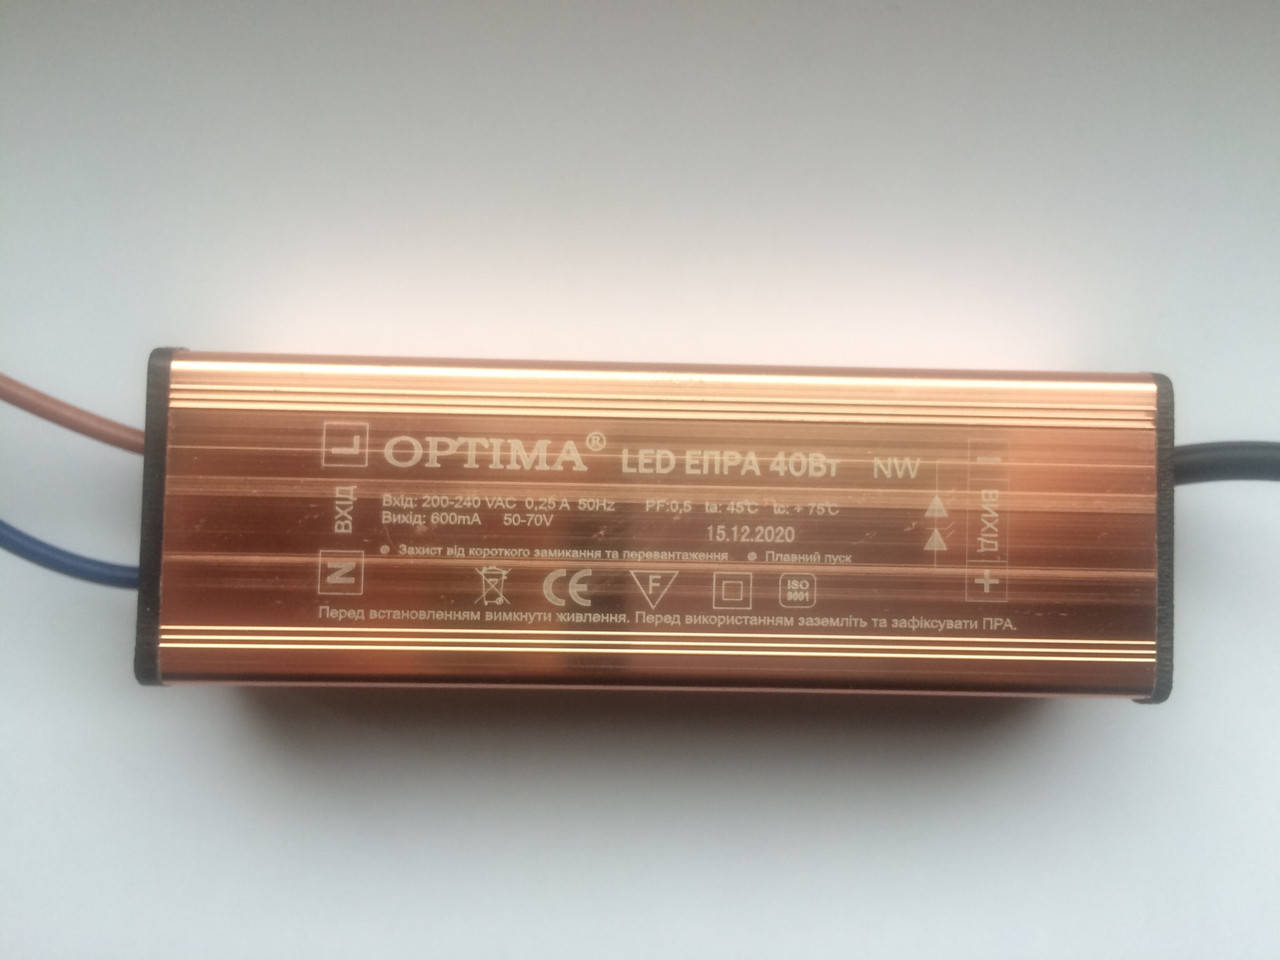 L OPTIMA® LED ЕПРА 40Вт NW
ВХІД
Вхід: 200-240 VAC 0,25 A 50Hz PF:0,5 ta: 45°C tc: + 75°C
Вихід: 600mA 50-70V 15.12.2020
ВИХІД
Захист від короткого замикання та перевантаження Плавний пуск
N CE F ISO 9001 +
Перед встановленням вимкнути живлення. Перед використанням заземліть та зафіксувати ПРА.